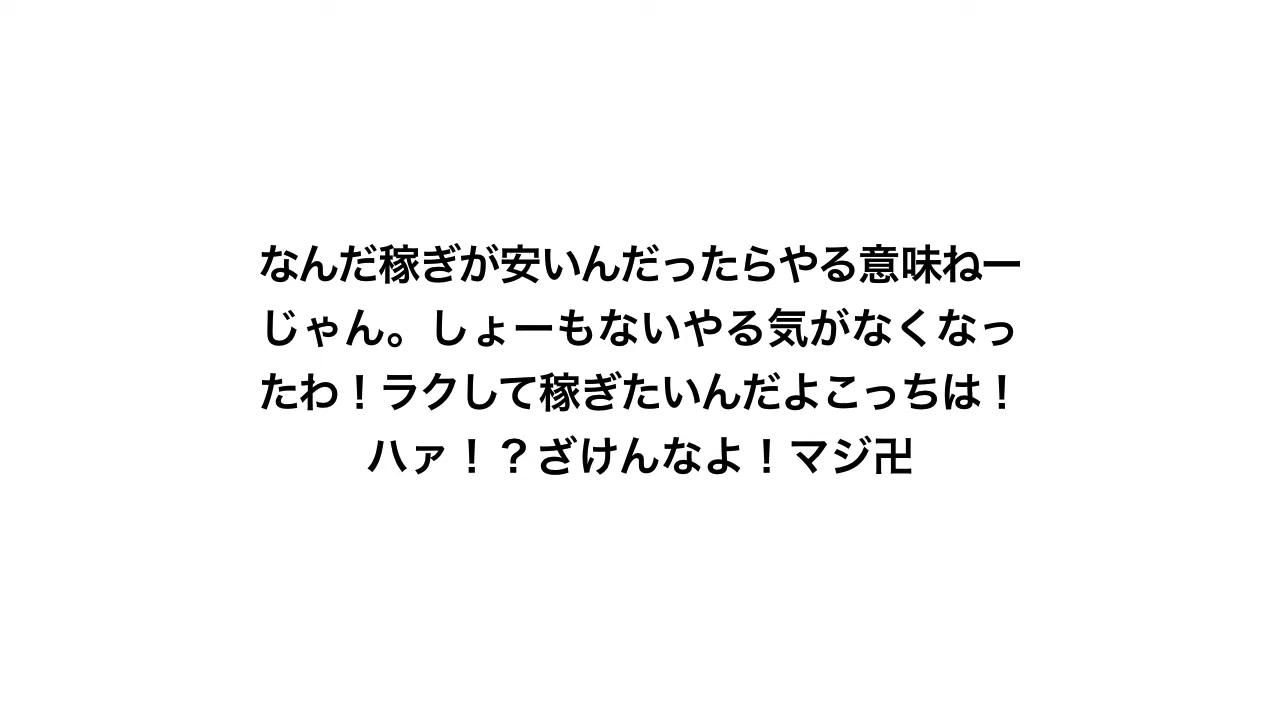 なんだ稼ぎが安いんだったらやる意味ねー
じゃん。しょーもないやる気がなくなっ
たわ！ラクして稼ぎたいんだよこっちは！
ハァ！？ざけんなよ！マジ卍